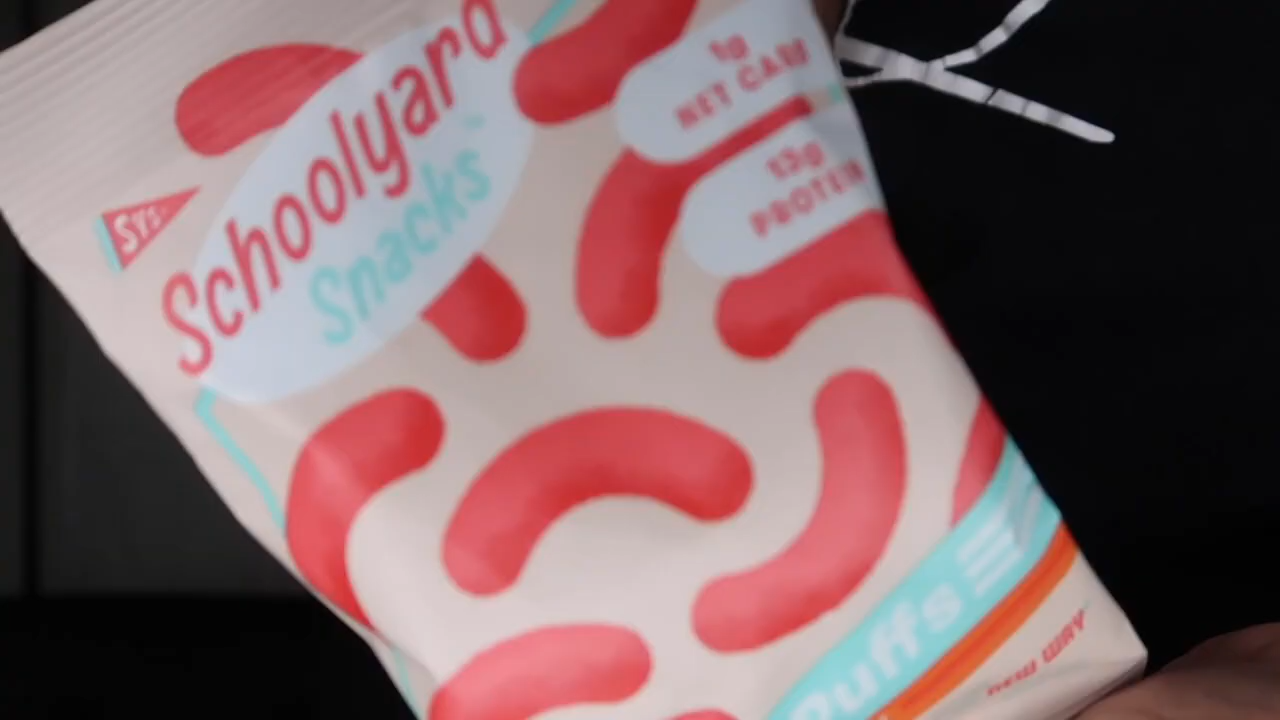 Schoolyard
Snacks
SYS
1g
NET CARB
13g
PROTEIN
Puffs
NEW WAY